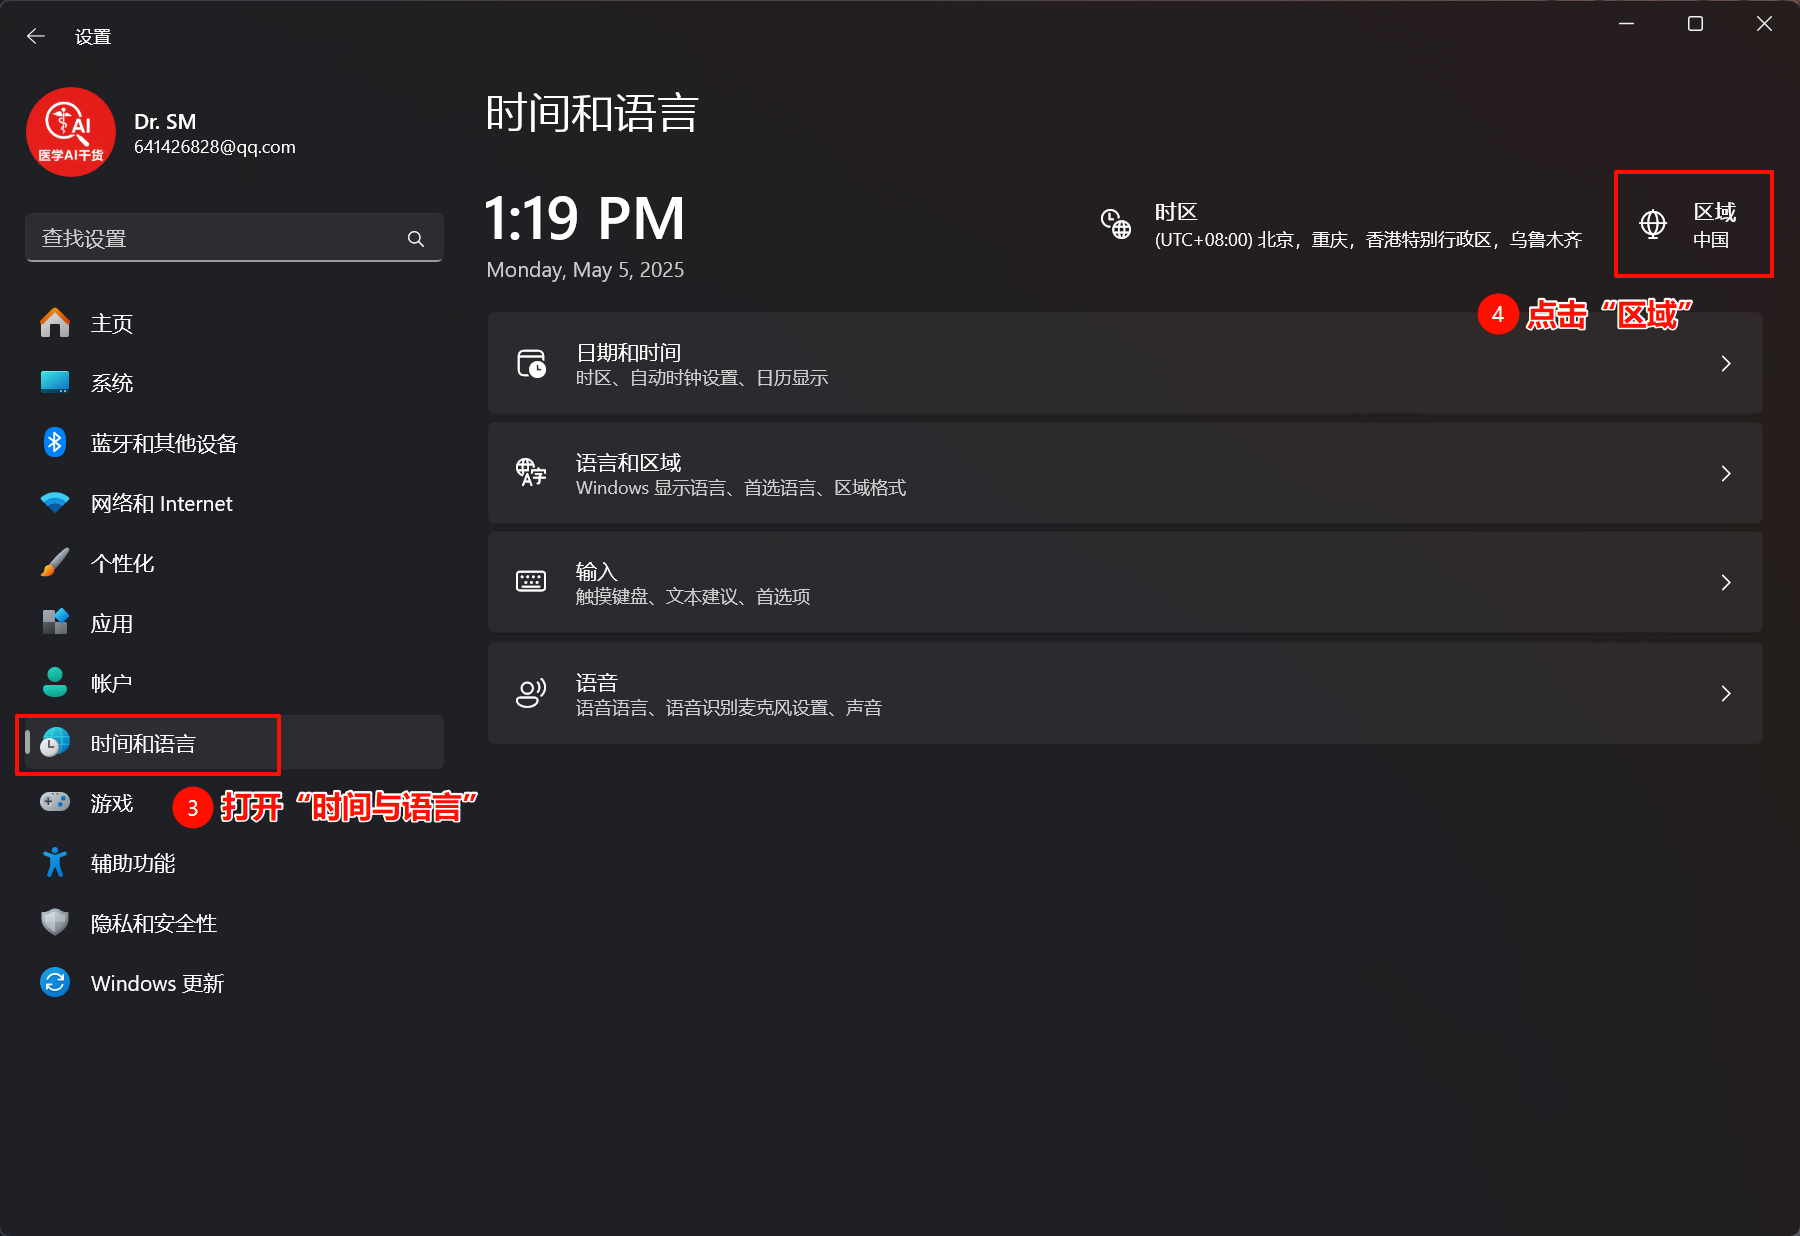 设置
AI
医学AI干货
Dr. SM
641426828@qq.com
查找设置
主页
系统
蓝牙和其他设备
网络和 Internet
个性化
应用
帐户
时间和语言
游戏
3 打开“时间与语言”
辅助功能
隐私和安全性
Windows 更新
时间和语言
1:19 PM
Monday, May 5, 2025
时区
(UTC+08:00) 北京，重庆，香港特别行政区，乌鲁木齐
区域
中国
4 点击“区域”
日期和时间
时区、自动时钟设置、日历显示
语言和区域
Windows 显示语言、首选语言、区域格式
输入
触摸键盘、文本建议、首选项
语音
语音语言、语音识别麦克风设置、声音